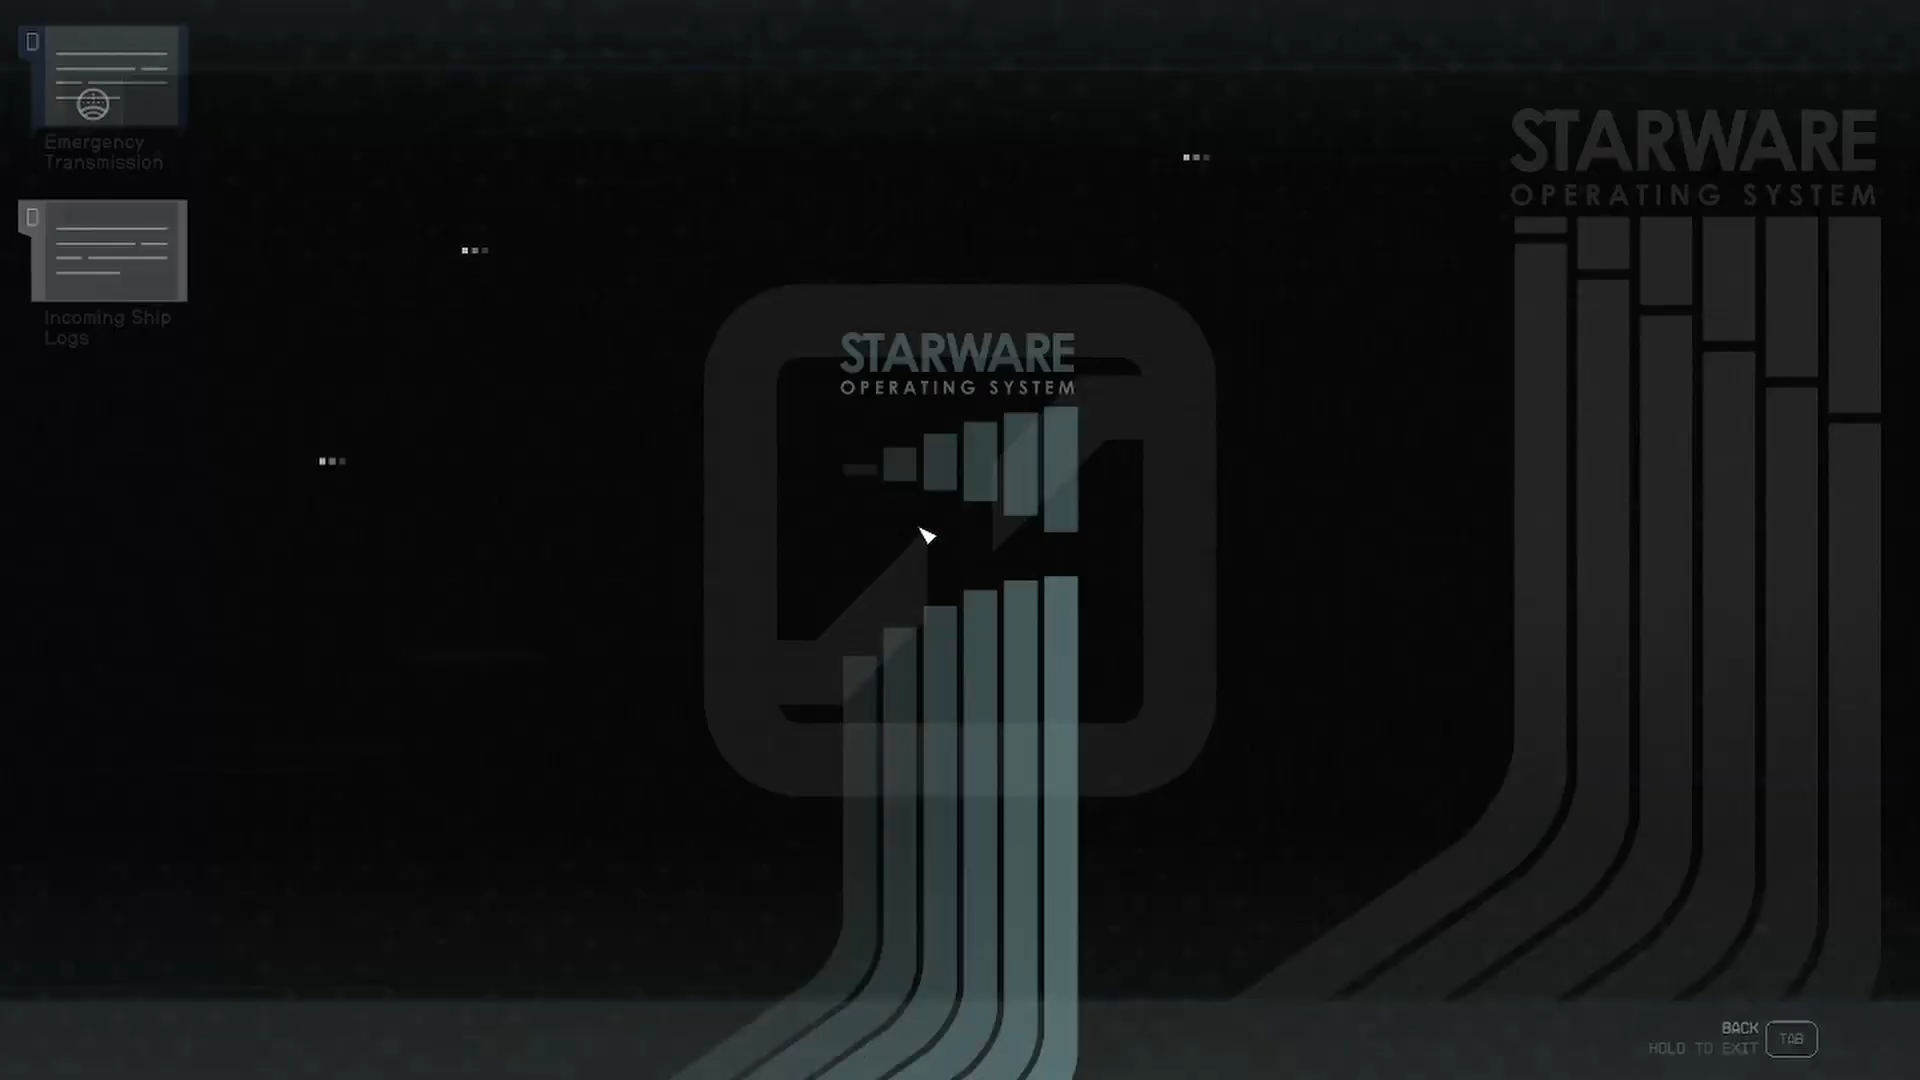 Emergency
Transmission
Incoming Ship
Logs
STARWARE
OPERATING SYSTEM
STARWARE
OPERATING SYSTEM
BACK
HOLD TO EXIT
TAB